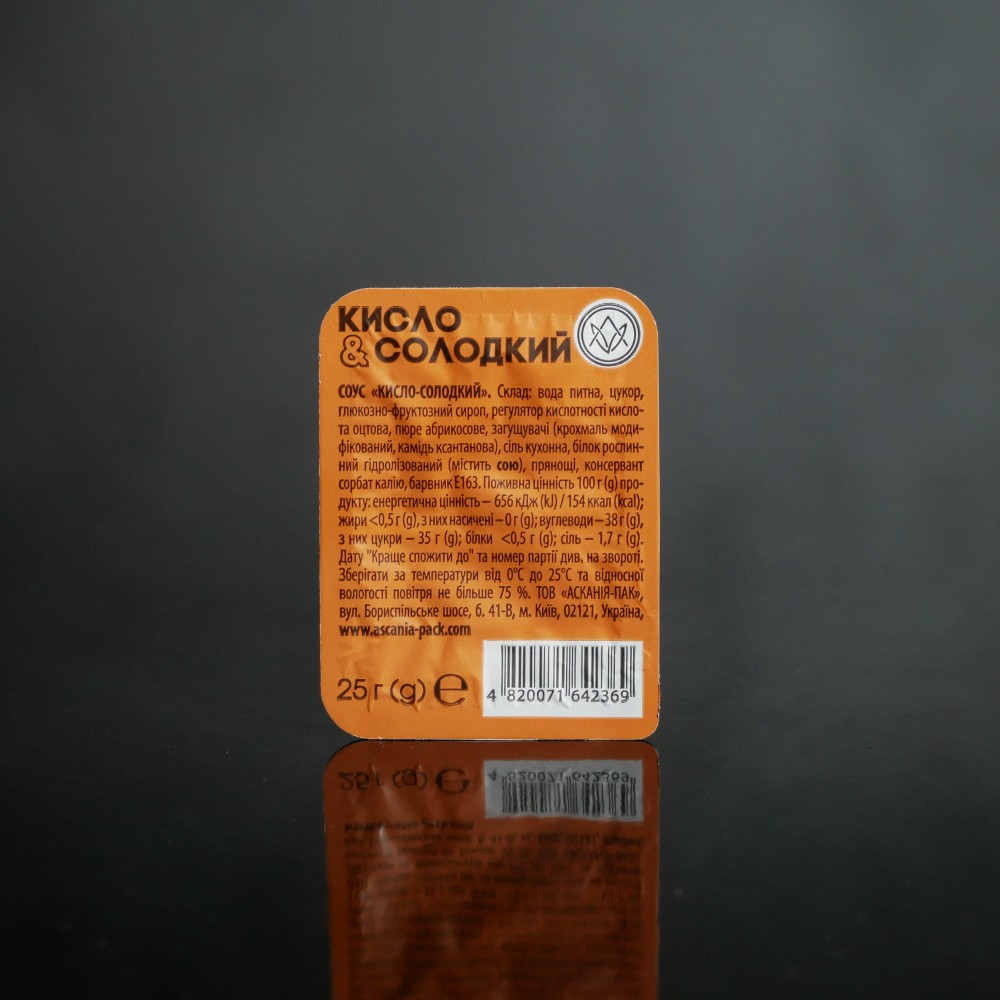 КИСЛО
& СОЛОДКИЙ
СОУС «КИСЛО-СОЛОДКИЙ». Склад: вода питна, цукор,
глюкозно-фруктозний сироп, регулятор кислотності кисло-
та оцтова, пюре абрикосове, загущувачі (крохмаль моди-
фікований, камідь ксантанова), сіль кухонна, білок рослин-
ний гідролізований (містить сою), прянощі, консервант
сорбат калію, барвник Е163. Поживна цінність 100 г (g) про-
дукту: енергетична цінність – 656 кДж (kJ) / 154 ккал (kcal);
жири <0,5 г (g), з них насичені – 0 г (g); вуглеводи – 38 г (g),
з них цукри – 35 г (g); білки <0,5 г (g); сіль – 1,7 г (g).
Дату "Краще спожити до" та номер партії див. на звороті.
Зберігати за температури від 0°С до 25°С та відносної
вологості повітря не більше 75 %. ТОВ «АСКАНІЯ-ПАК»,
вул. Бориспільське шосе, б. 41-В, м. Київ, 02121, Україна,
www.ascania-pack.com
25 г (g) ℮
4 820071 642369